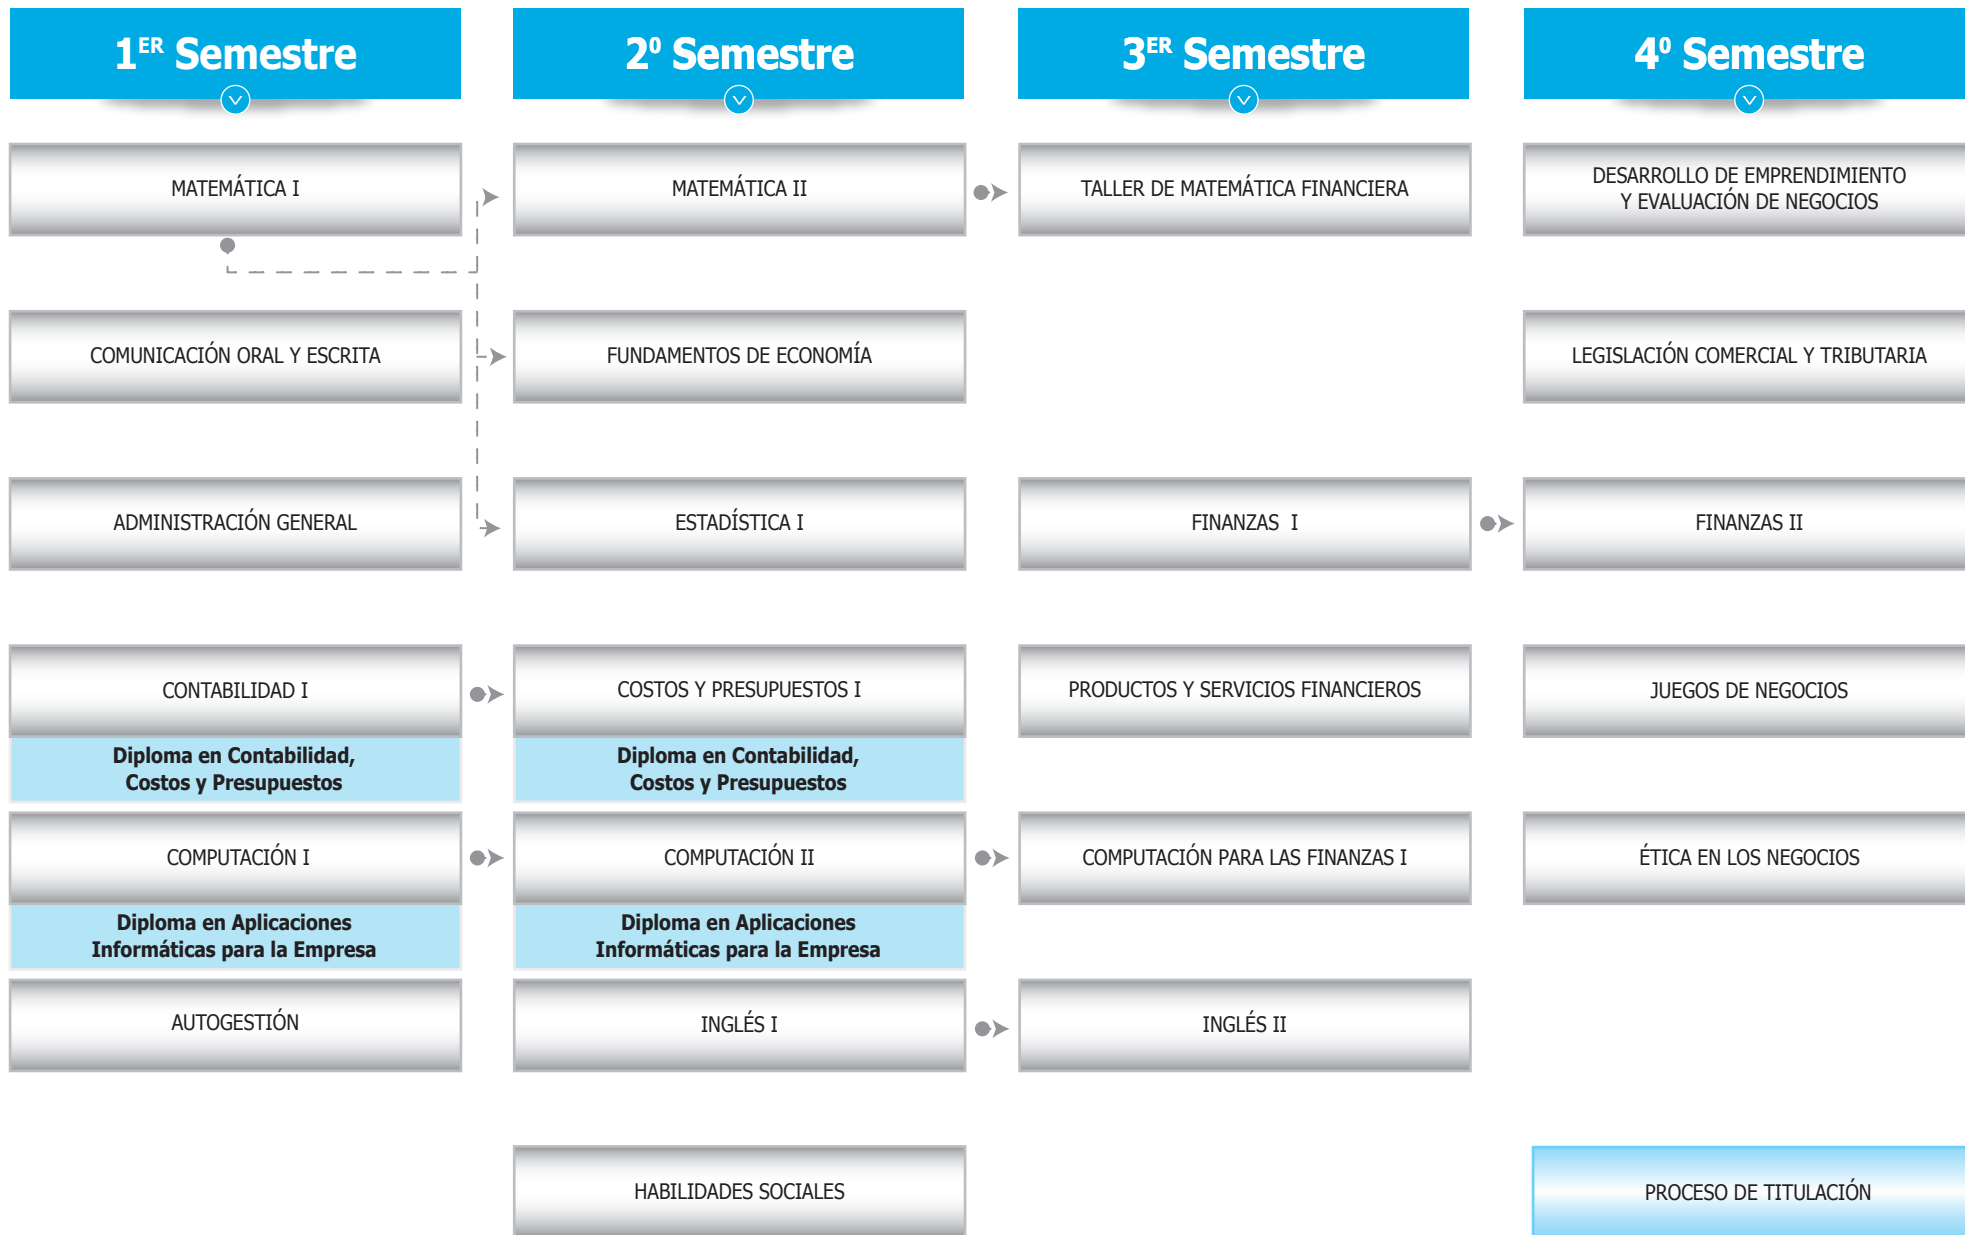 1ER Semestre
2º Semestre
3ER Semestre
4º Semestre
MATEMÁTICA I
MATEMÁTICA II
TALLER DE MATEMÁTICA FINANCIERA
DESARROLLO DE EMPRENDIMIENTO
Y EVALUACIÓN DE NEGOCIOS
COMUNICACIÓN ORAL Y ESCRITA
FUNDAMENTOS DE ECONOMÍA
LEGISLACIÓN COMERCIAL Y TRIBUTARIA
ADMINISTRACIÓN GENERAL
ESTADÍSTICA I
FINANZAS I
FINANZAS II
CONTABILIDAD I
COSTOS Y PRESUPUESTOS I
PRODUCTOS Y SERVICIOS FINANCIEROS
JUEGOS DE NEGOCIOS
Diploma en Contabilidad,
Costos y Presupuestos
Diploma en Contabilidad,
Costos y Presupuestos
COMPUTACIÓN I
COMPUTACIÓN II
COMPUTACIÓN PARA LAS FINANZAS I
ÉTICA EN LOS NEGOCIOS
Diploma en Aplicaciones
Informáticas para la Empresa
Diploma en Aplicaciones
Informáticas para la Empresa
AUTOGESTIÓN
INGLÉS I
INGLÉS II
HABILIDADES SOCIALES
PROCESO DE TITULACIÓN